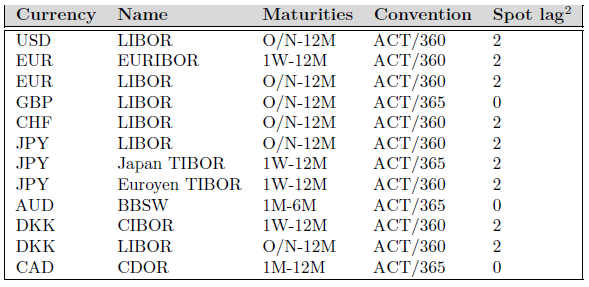 Currency Name Maturities Convention Spot lag²
USD LIBOR O/N-12M ACT/360 2
EUR EURIBOR 1W-12M ACT/360 2
EUR LIBOR O/N-12M ACT/360 2
GBP LIBOR O/N-12M ACT/365 0
CHF LIBOR O/N-12M ACT/360 2
JPY LIBOR O/N-12M ACT/360 2
JPY Japan TIBOR 1W-12M ACT/365 2
JPY Euroyen TIBOR 1W-12M ACT/360 2
AUD BBSW 1M-6M ACT/365 0
DKK CIBOR 1W-12M ACT/360 2
DKK LIBOR O/N-12M ACT/360 2
CAD CDOR 1M-12M ACT/365 0